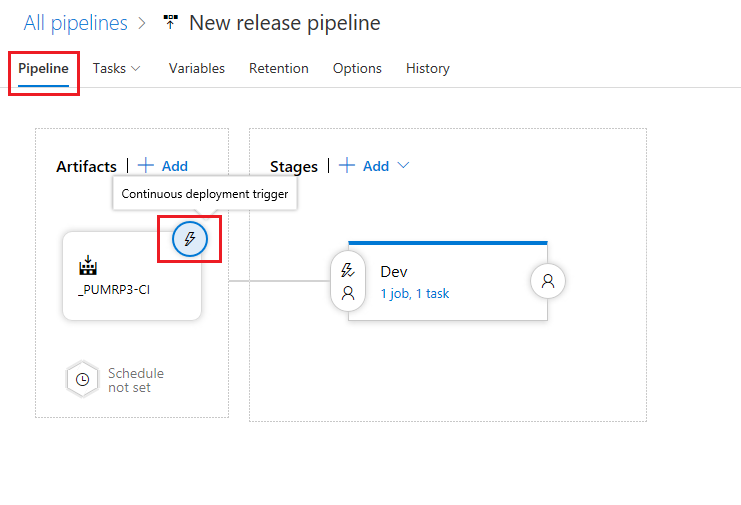 All pipelines > New release pipeline
Pipeline Tasks Variables Retention Options History
Artifacts | + Add
Stages | + Add
Continuous deployment trigger
_PUMRP3-CI
Dev
1 job, 1 task
Schedule
not set